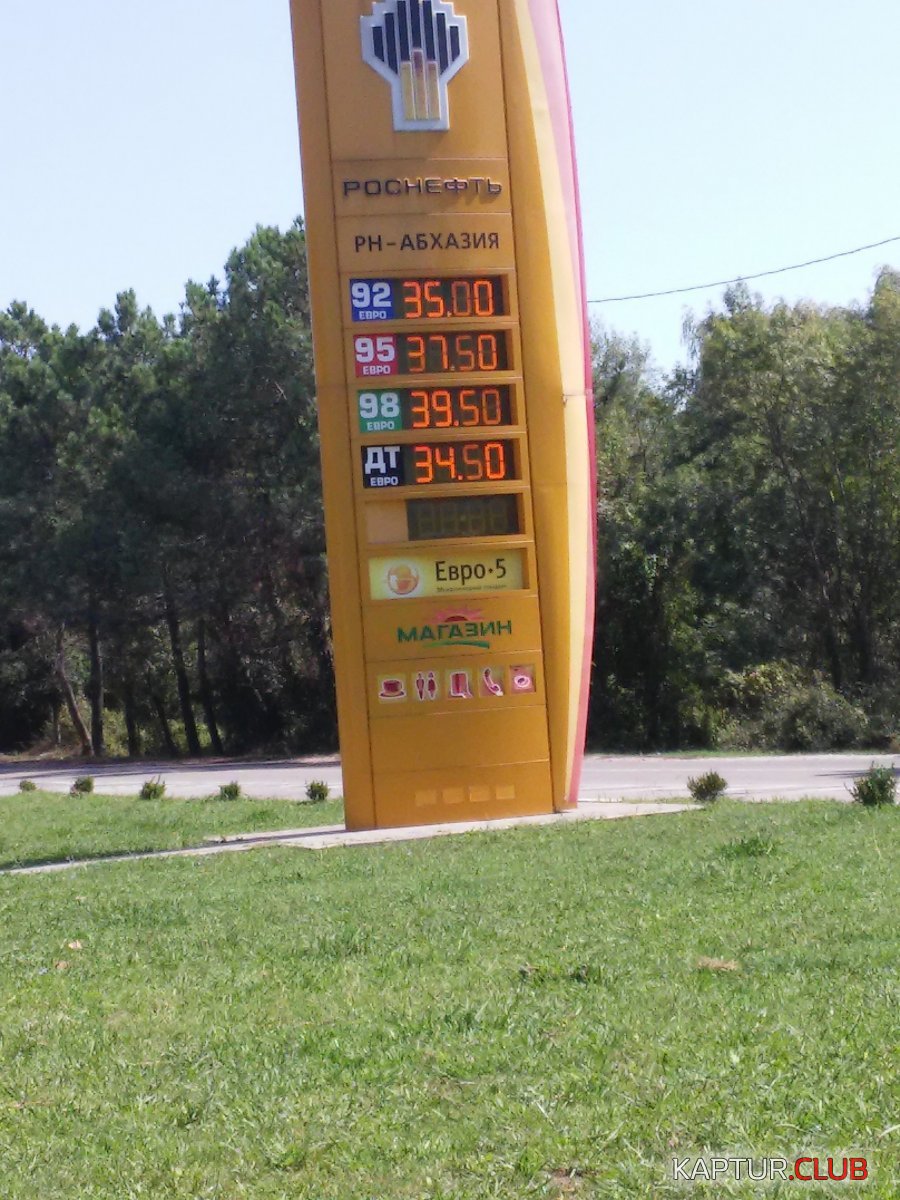 РОСНЕФТЬ
РН-АБХАЗИЯ
92 ЕВРО 35.00
95 ЕВРО 37.50
98 ЕВРО 39.50
ДТ ЕВРО 34.50
Евро•5
МАГАЗИН
KAPTUR.CLUB